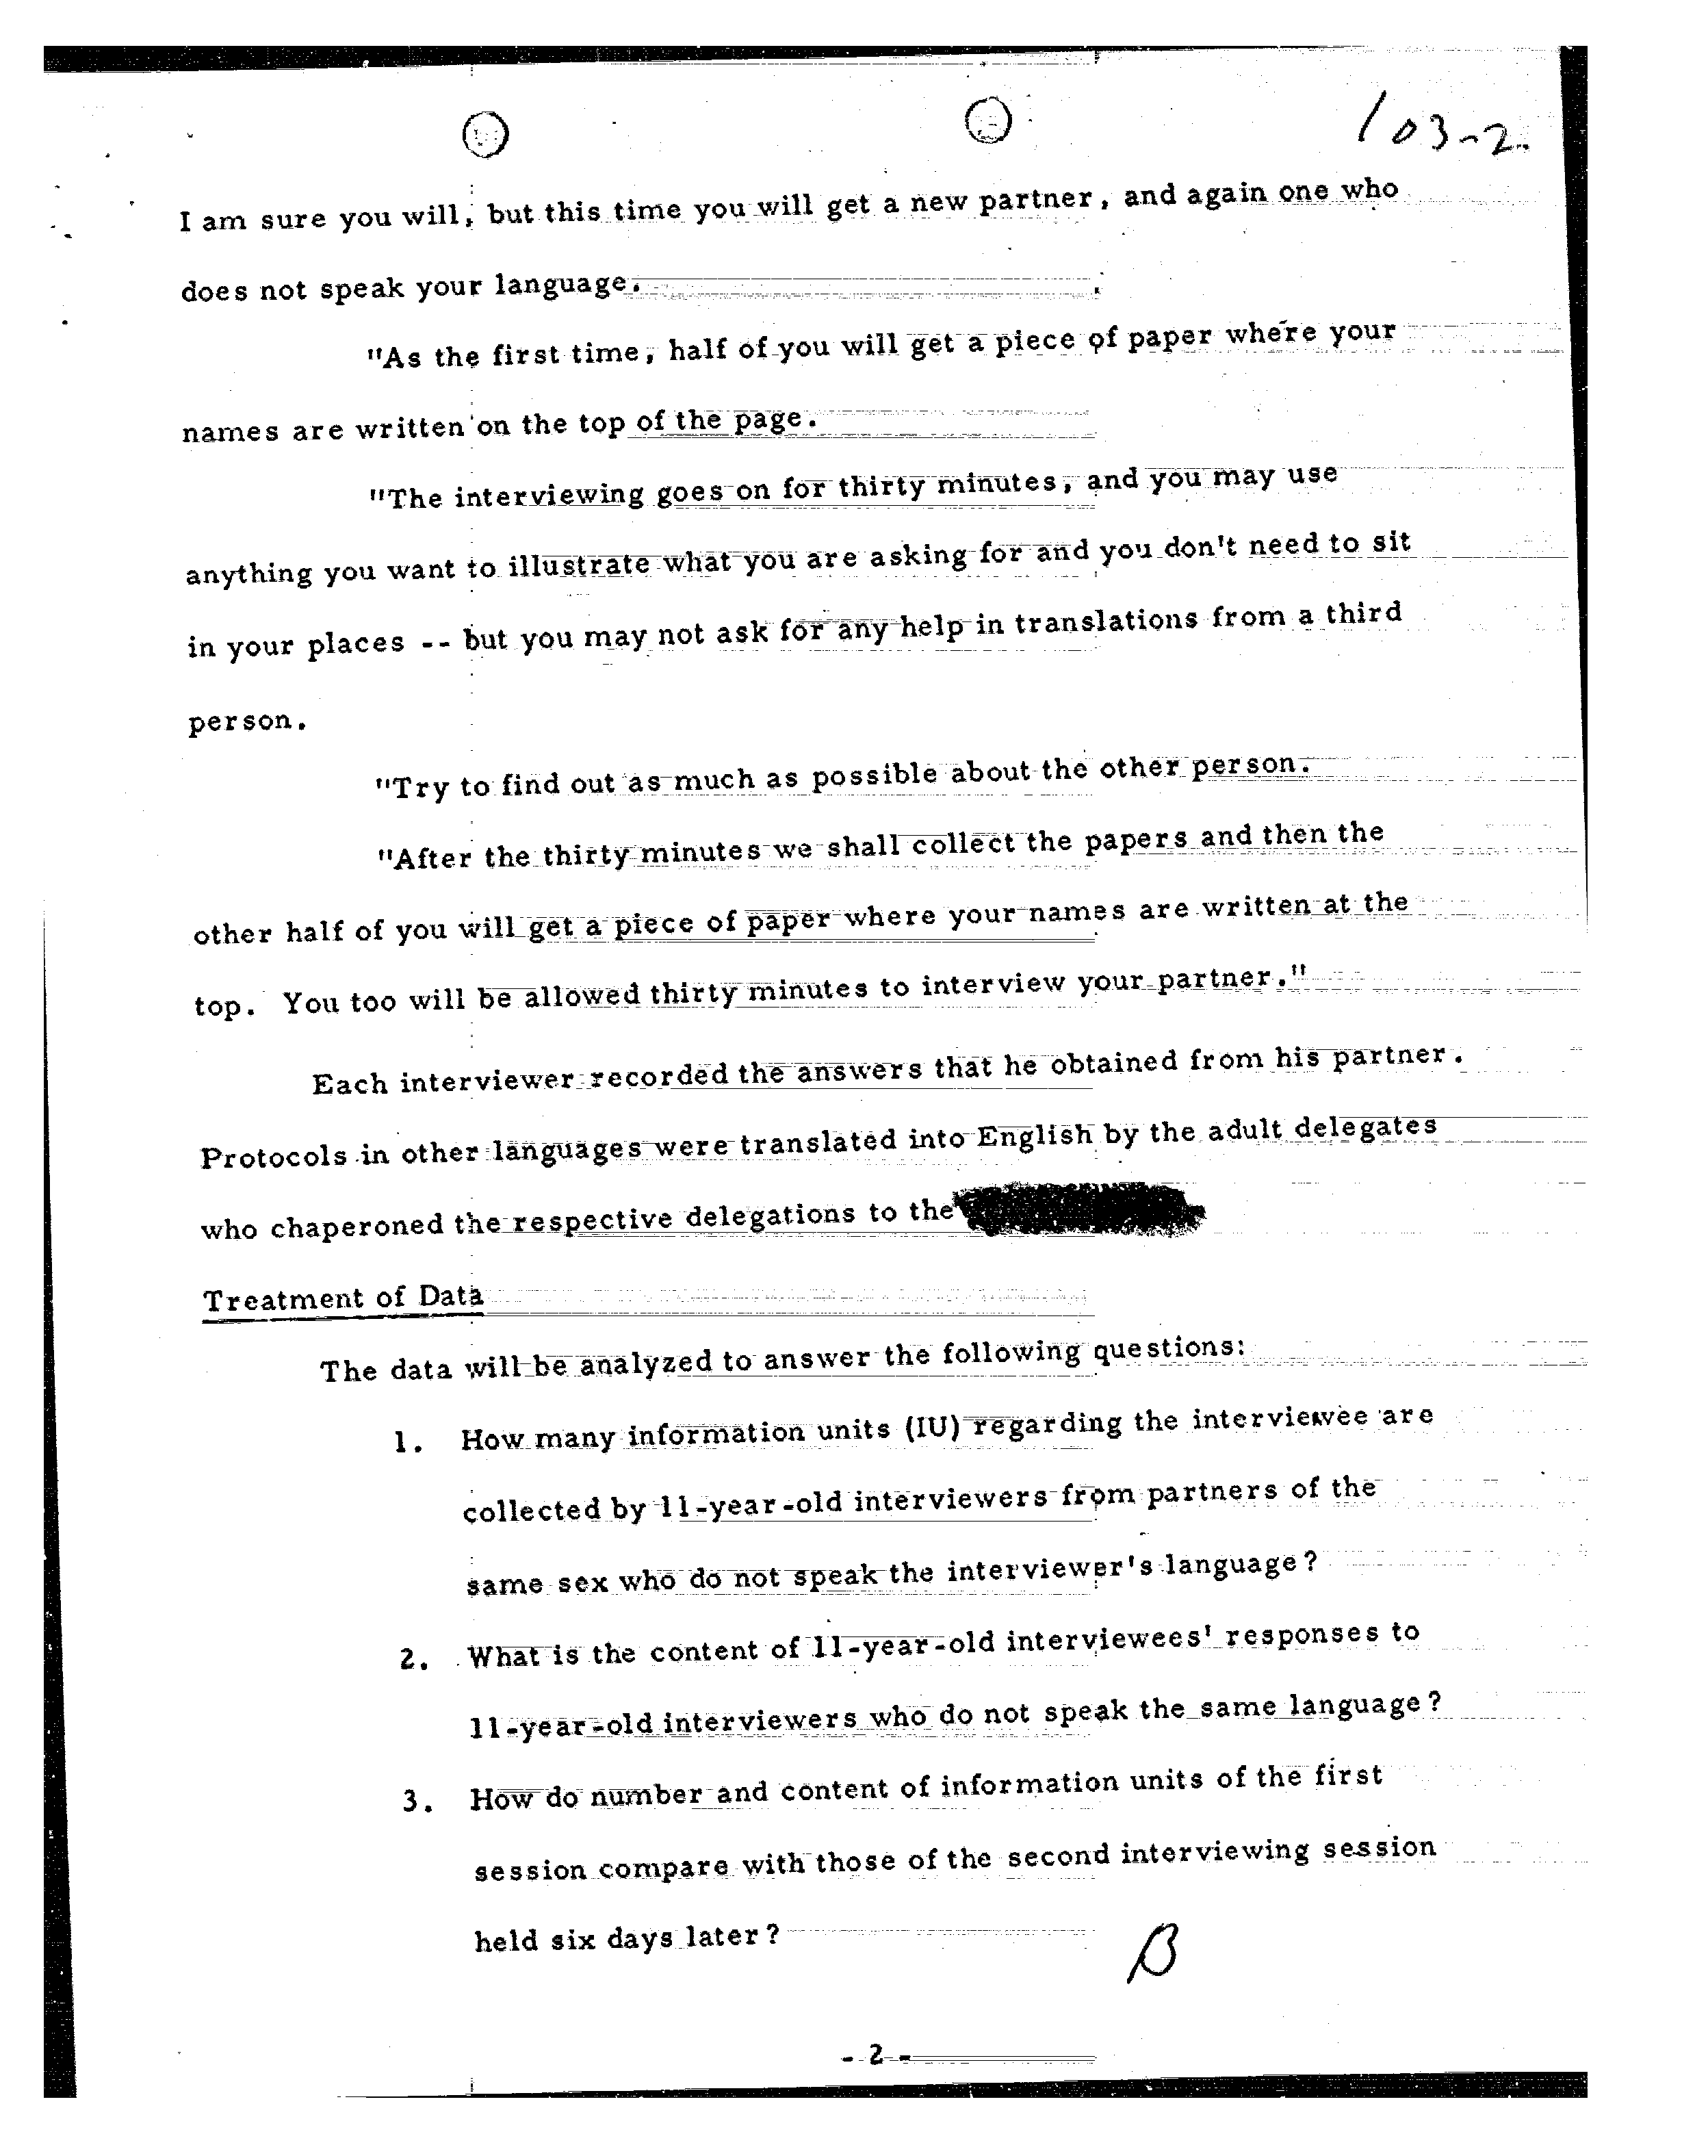 103-2.
I am sure you will, but this time you will get a new partner, and again one who
does not speak your language.
"As the first time, half of you will get a piece of paper where your
names are written on the top of the page.
"The interviewing goes on for thirty minutes, and you may use
anything you want to illustrate what you are asking for and you don't need to sit
in your places -- but you may not ask for any help in translations from a third
person.
"Try to find out as much as possible about the other person.
"After the thirty minutes we shall collect the papers and then the
other half of you will get a piece of paper where your names are written at the
top. You too will be allowed thirty minutes to interview your partner."
Each interviewer recorded the answers that he obtained from his partner.
Protocols in other languages were translated into English by the adult delegates
who chaperoned the respective delegations to the
Treatment of Data
The data will be analyzed to answer the following questions:
1. How many information units (IU) regarding the interviewee are
collected by 11-year-old interviewers from partners of the
same sex who do not speak the interviewer's language?
2. What is the content of 11-year-old interviewees' responses to
11-year-old interviewers who do not speak the same language?
3. How do number and content of information units of the first
session compare with those of the second interviewing session
held six days later?
B
- 2 -